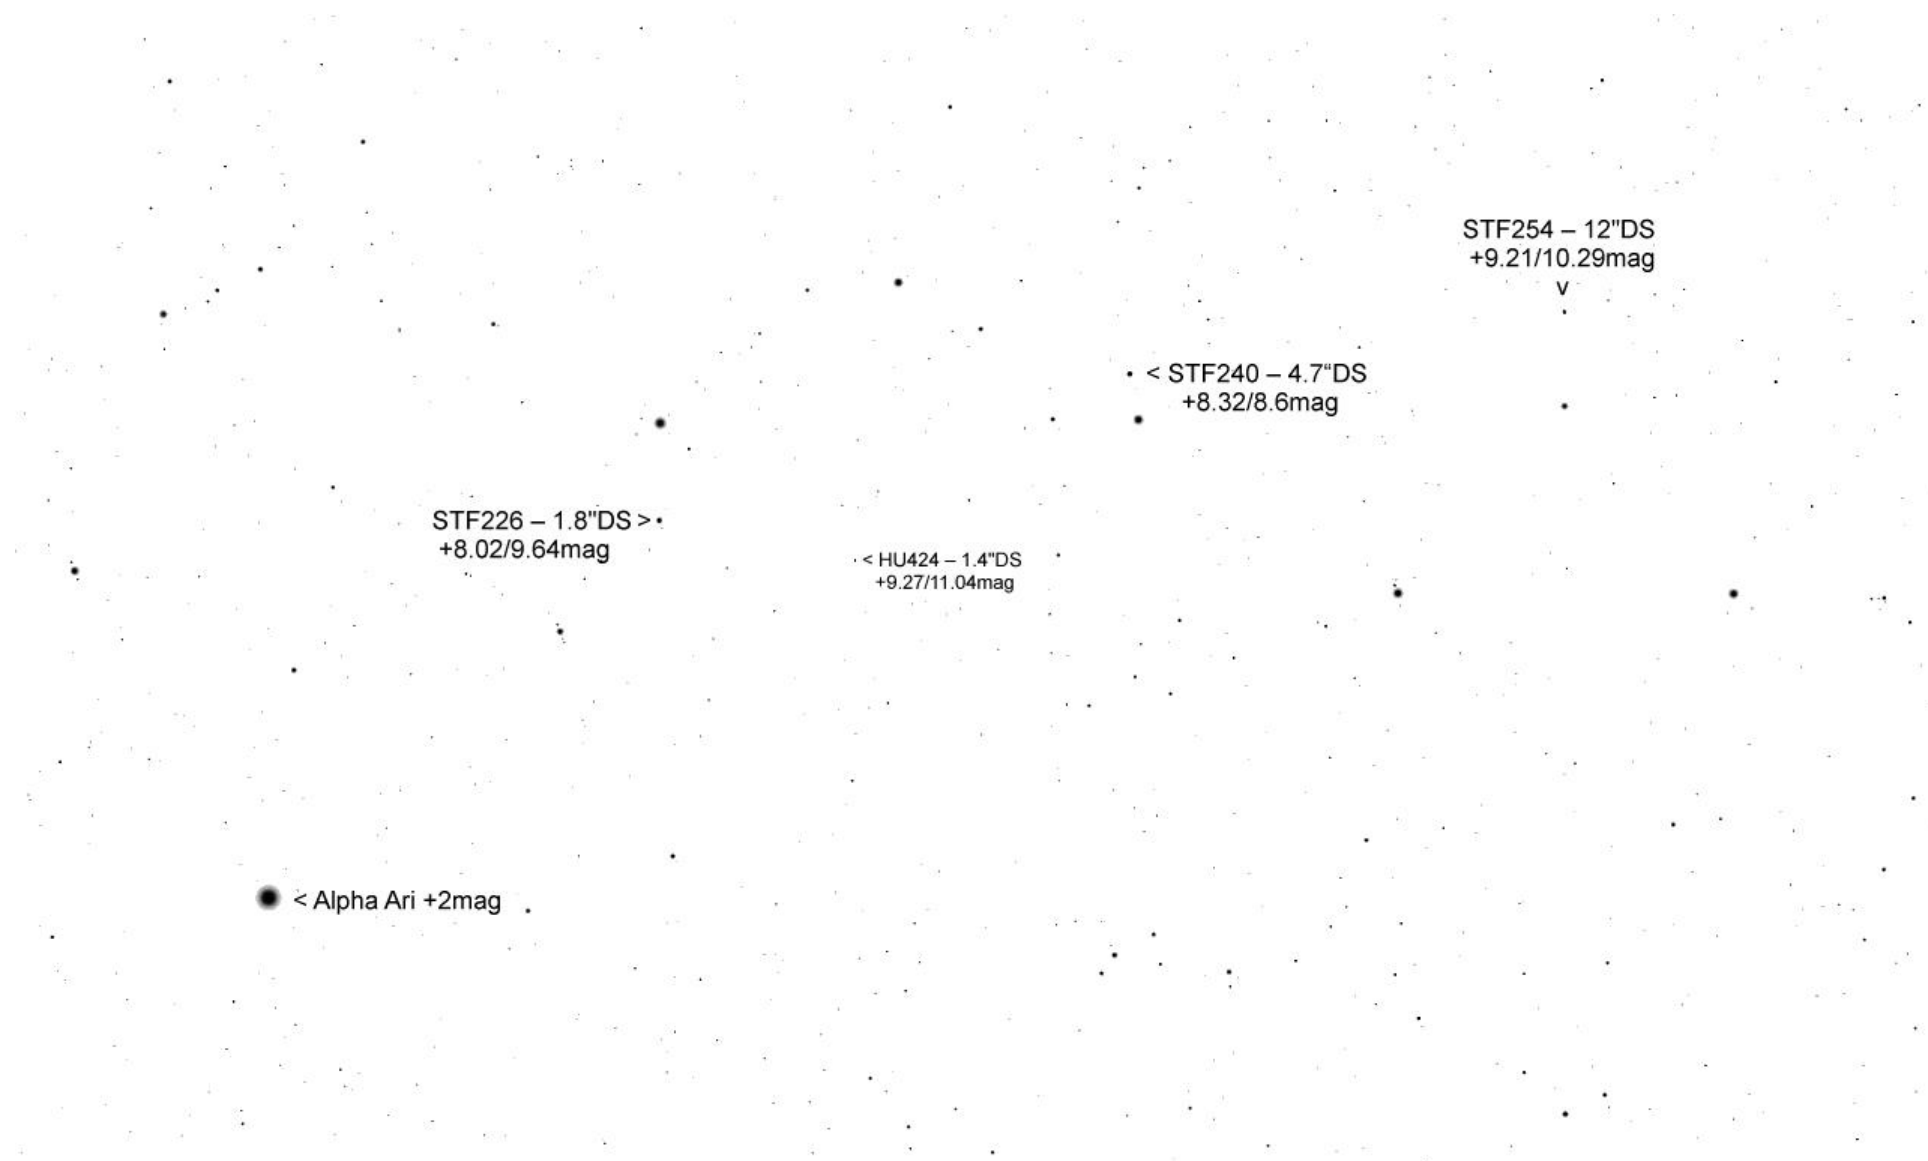 STF254 – 12"DS
+9.21/10.29mag
v
< STF240 – 4.7“DS
+8.32/8.6mag
STF226 – 1.8"DS >
+8.02/9.64mag
< HU424 – 1.4"DS
+9.27/11.04mag
< Alpha Ari +2mag